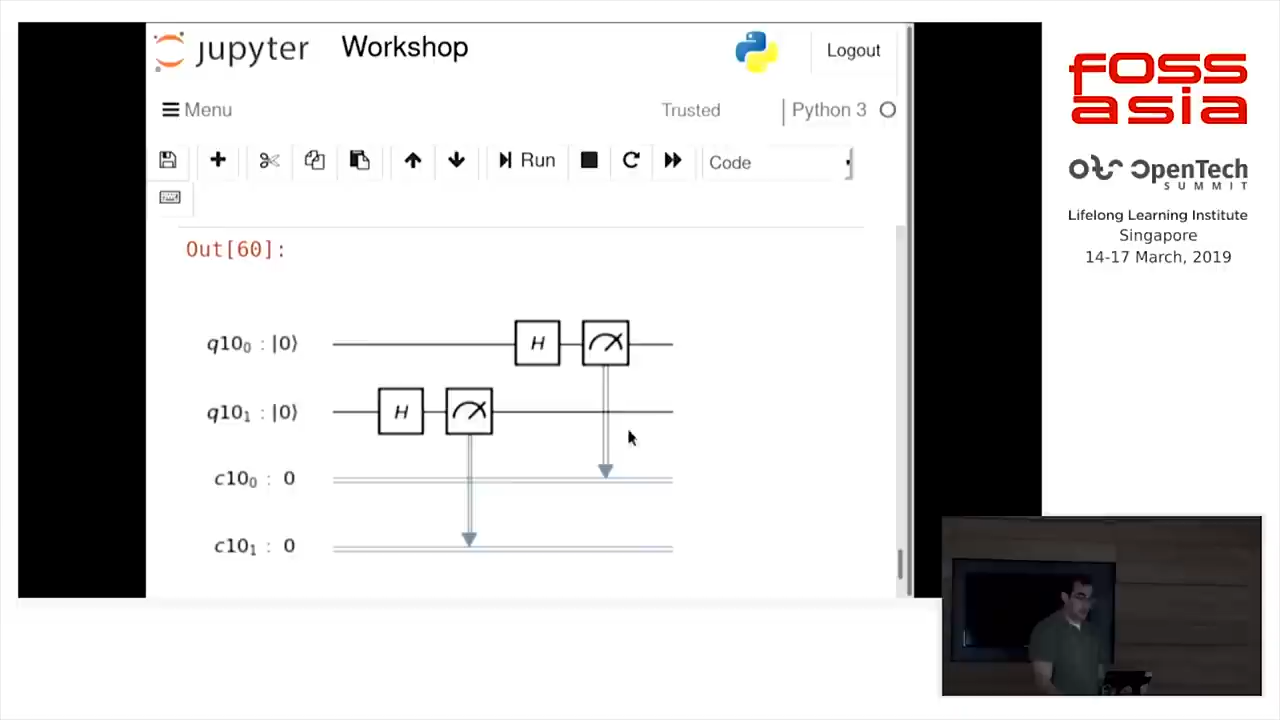 jupyter Workshop Logout
Menu Trusted Python 3
Run Code
Out[60]:
q10₀ : |0⟩ H
q10₁ : |0⟩ H
c10₀ : 0
c10₁ : 0
fOSS
asia
OpenTech
SUMMIT
Lifelong Learning Institute
Singapore
14-17 March, 2019